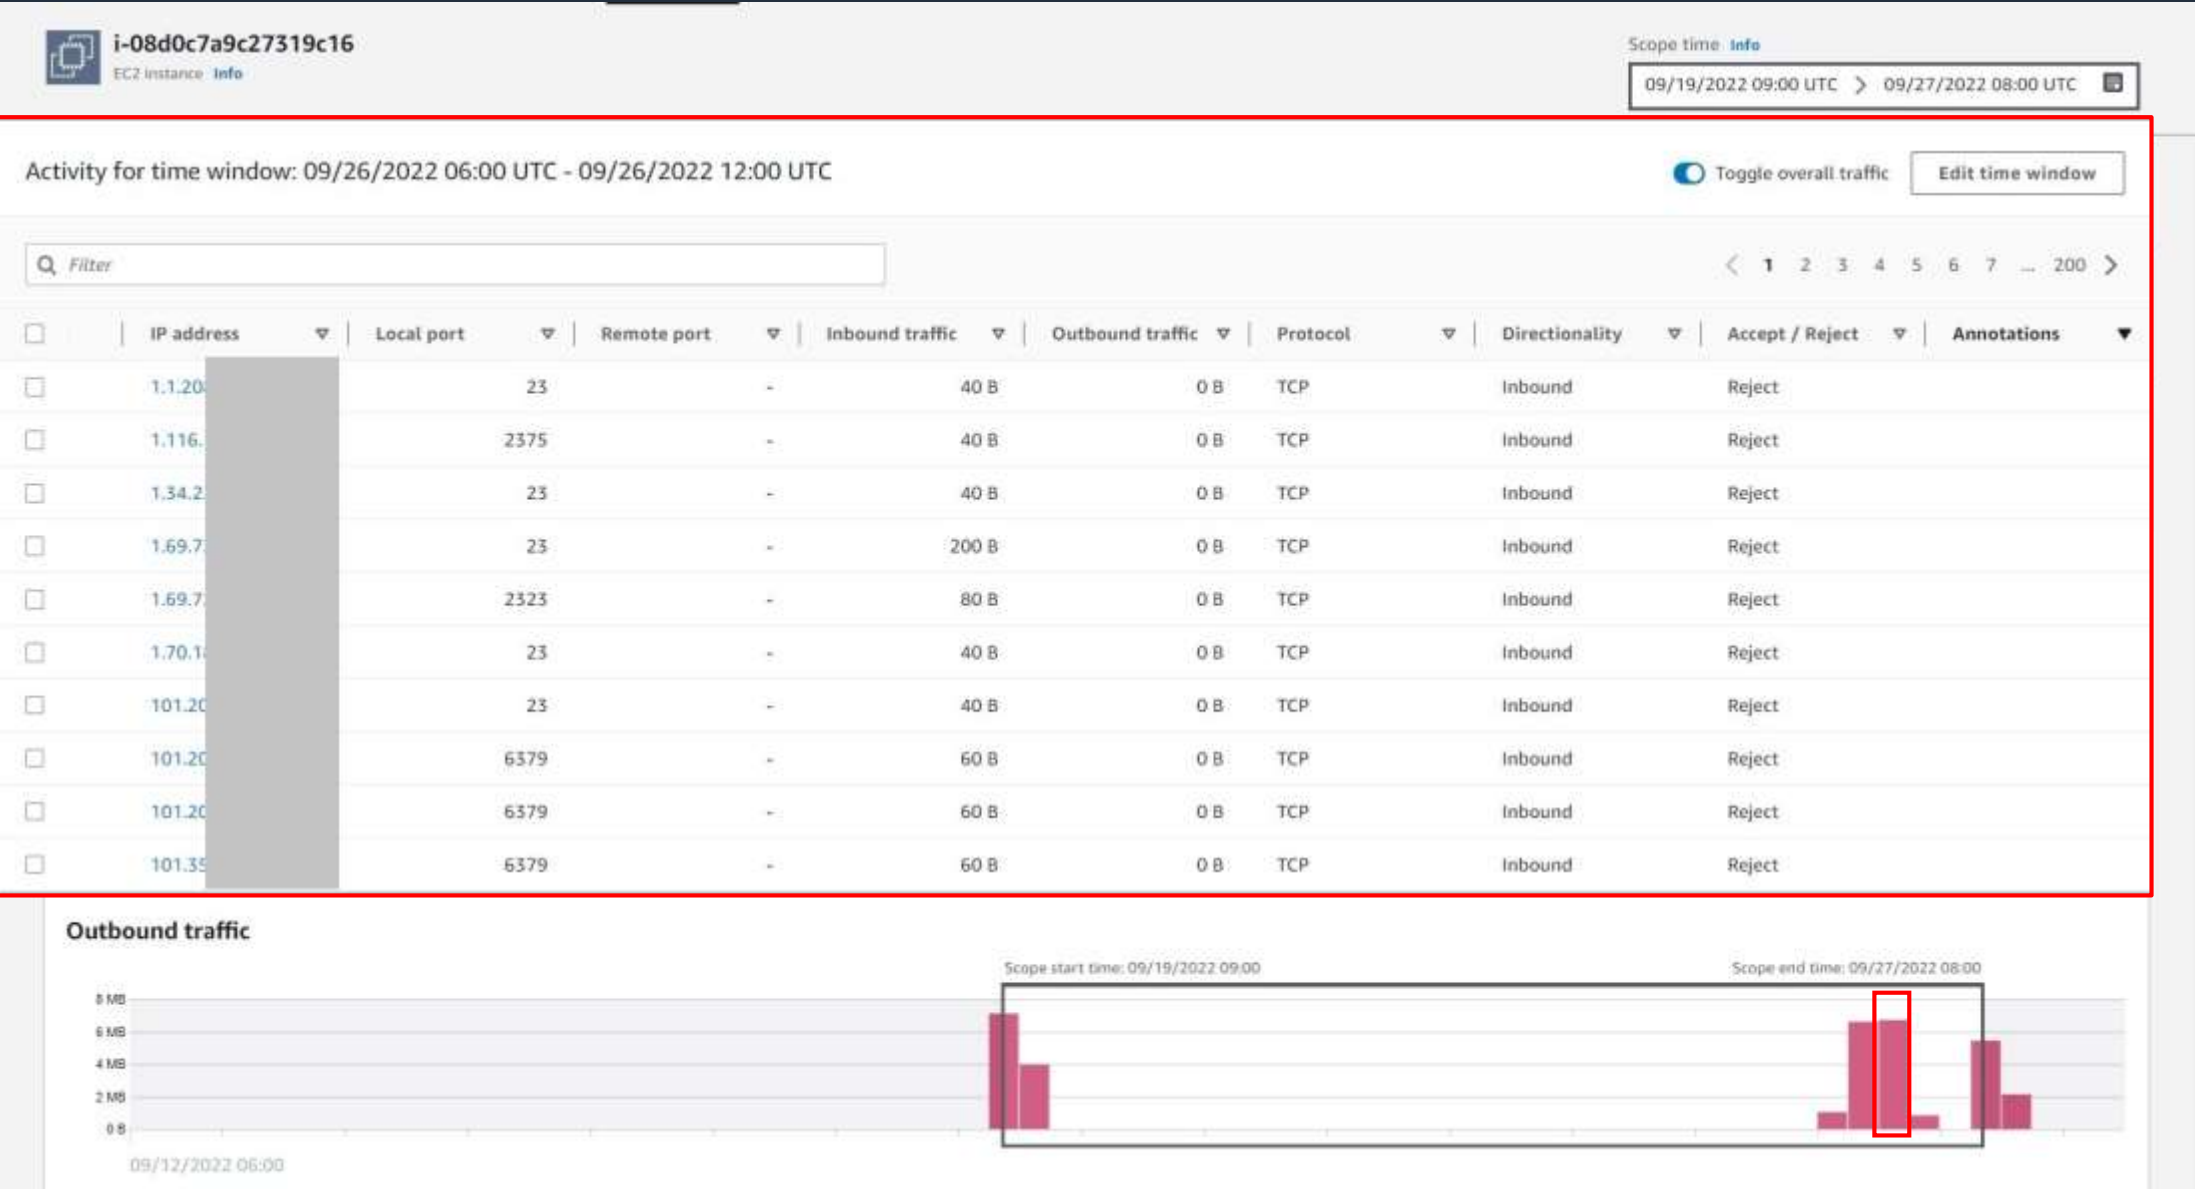 i-08d0c7a9c27319c16
EC2 instance Info
Scope time Info
09/19/2022 09:00 UTC > 09/27/2022 08:00 UTC
Activity for time window: 09/26/2022 06:00 UTC - 09/26/2022 12:00 UTC
Toggle overall traffic Edit time window
Filter
< 1 2 3 4 5 6 7 ... 200 >
IP address Local port Remote port Inbound traffic Outbound traffic Protocol Directionality Accept / Reject Annotations
1.1.20 23 - 40 B 0 B TCP Inbound Reject
1.116. 2375 - 40 B 0 B TCP Inbound Reject
1.34.2 23 - 40 B 0 B TCP Inbound Reject
1.69.7 23 - 200 B 0 B TCP Inbound Reject
1.69.7 2323 - 80 B 0 B TCP Inbound Reject
1.70.1 23 - 40 B 0 B TCP Inbound Reject
101.20 23 - 40 B 0 B TCP Inbound Reject
101.20 6379 - 60 B 0 B TCP Inbound Reject
101.20 6379 - 60 B 0 B TCP Inbound Reject
101.35 6379 - 60 B 0 B TCP Inbound Reject
Outbound traffic
Scope start time: 09/19/2022 09:00
Scope end time: 09/27/2022 08:00
8 MB
6 MB
4 MB
2 MB
0 B
09/12/2022 06:00